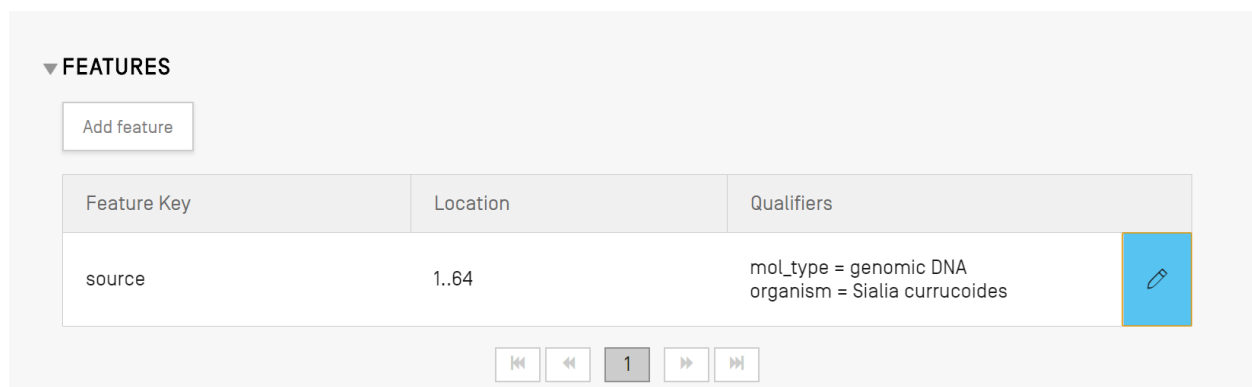 FEATURES
Add feature
Feature Key Location Qualifiers
source 1..64 mol_type = genomic DNA
organism = Sialia currucoides
1